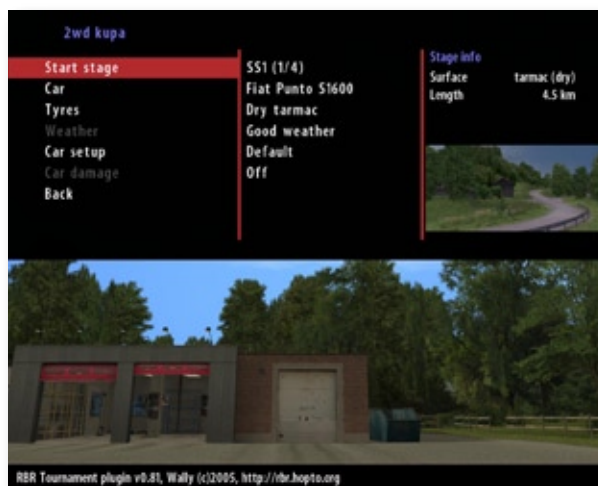 2wd kupa
Start stage SS1 (1/4)
Car Fiat Punto S1600
Tyres Dry tarmac
Weather Good weather
Car setup Default
Car damage Off
Back
Stage info
Surface tarmac (dry)
Length 4.5 km
RBR Tournament plugin v0.81, Wally (c)2005, http://rbr.hopto.org